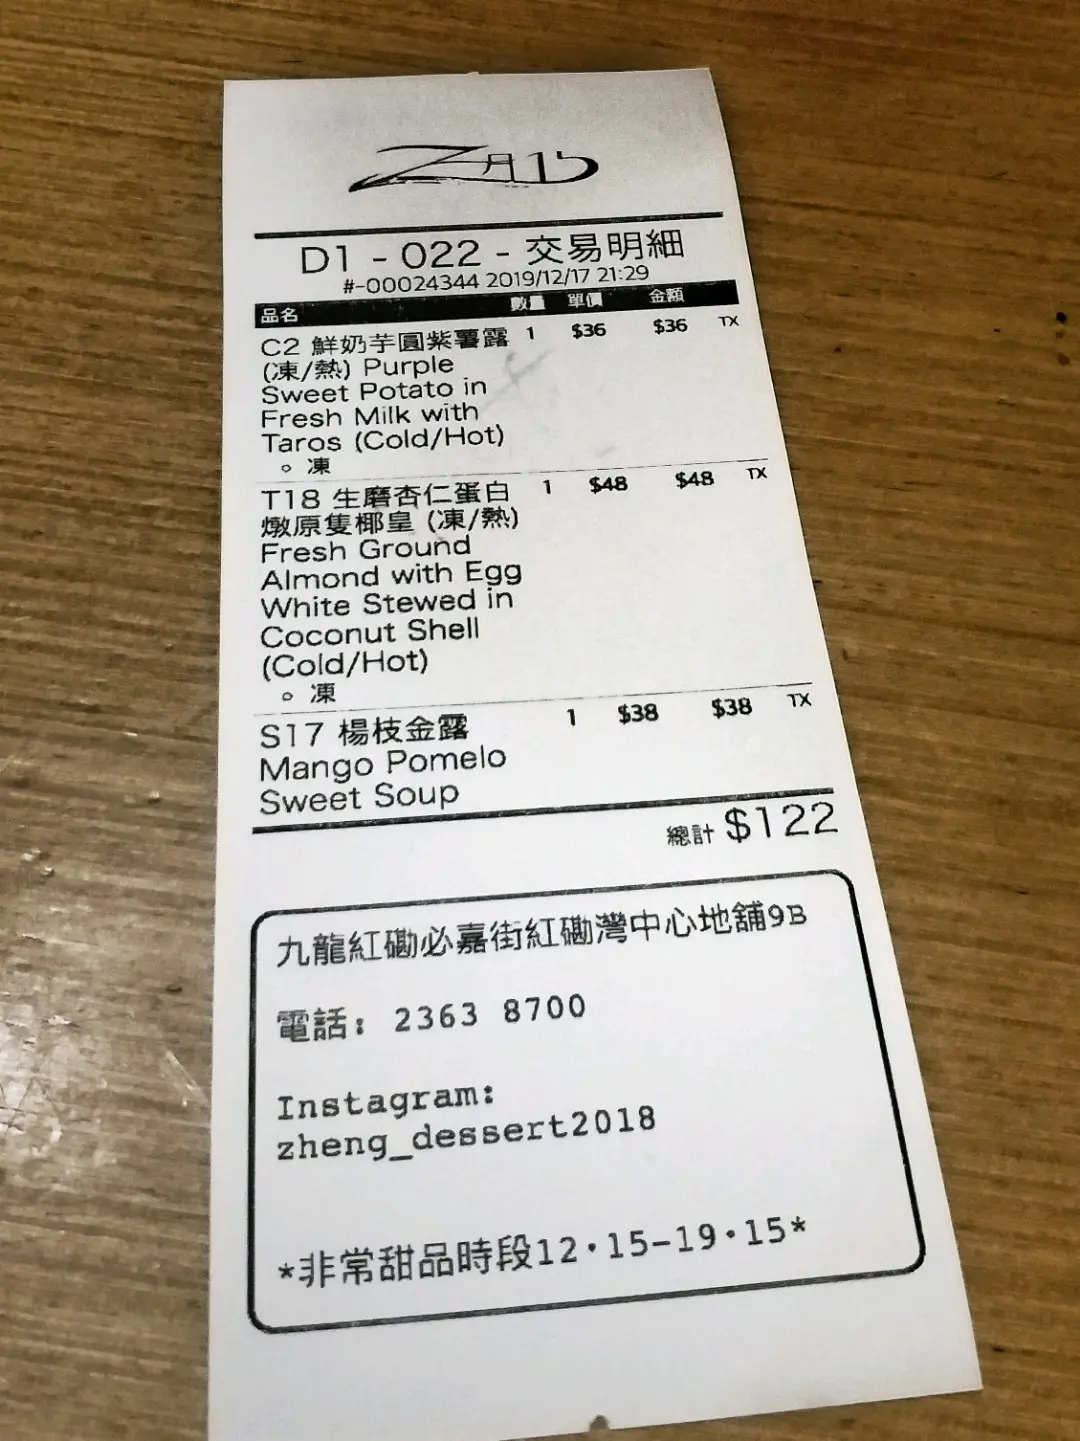 D1 - 022 - 交易明細
#-00024344 2019/12/17 21:29
品名 數量 單價 金額
C2 鮮奶芋圓紫薯露 1 $36 $36 TX
(凍/熱) Purple
Sweet Potato in
Fresh Milk with
Taros (Cold/Hot)
◦ 凍
T18 生磨杏仁蛋白 1 $48 $48 TX
燉原隻椰皇 (凍/熱)
Fresh Ground
Almond with Egg
White Stewed in
Coconut Shell
(Cold/Hot)
◦ 凍
S17 楊枝金露 1 $38 $38 TX
Mango Pomelo
Sweet Soup
總計 $122
九龍紅磡必嘉街紅磡灣中心地舖9B
電話: 2363 8700
Instagram:
zheng_dessert2018
*非常甜品時段12·15-19·15*